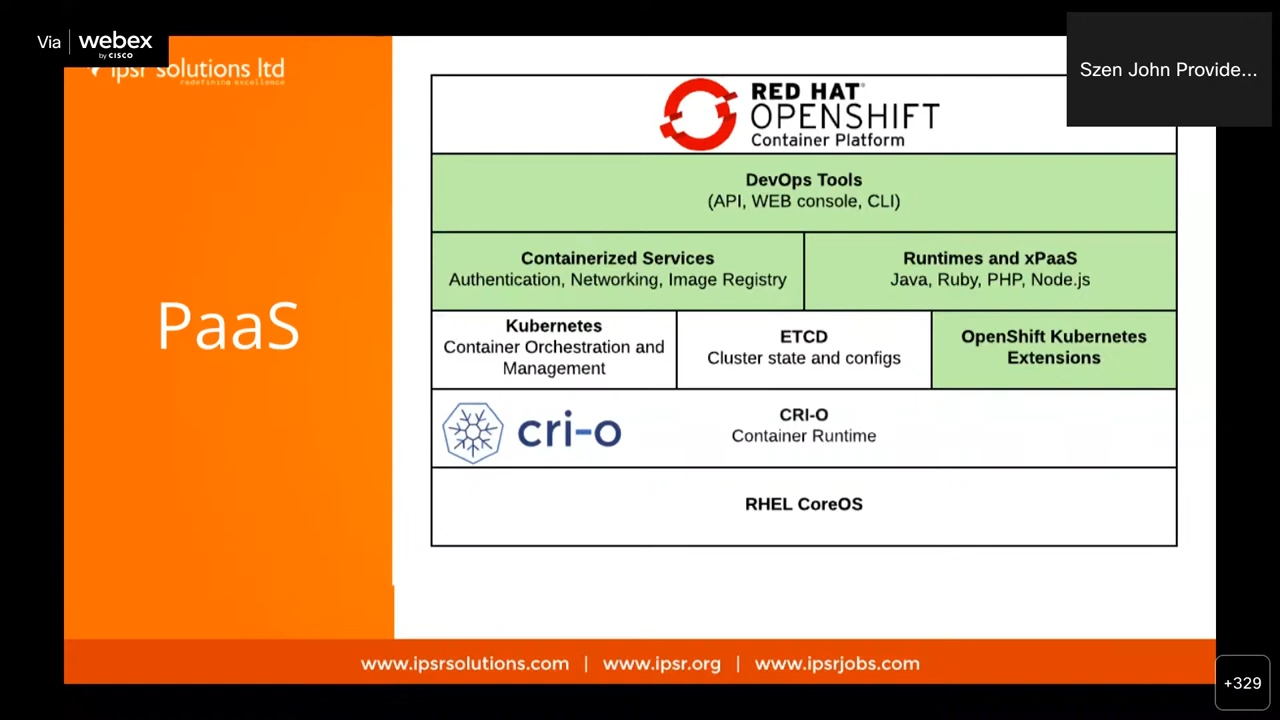 Via
webex
by CISCO
ipsr solutions ltd
redefining excellence
Szen John Provide...
RED HAT®
OPENSHIFT
Container Platform
DevOps Tools
(API, WEB console, CLI)
Containerized Services
Authentication, Networking, Image Registry
Runtimes and xPaaS
Java, Ruby, PHP, Node.js
PaaS
Kubernetes
Container Orchestration and
Management
ETCD
Cluster state and configs
OpenShift Kubernetes
Extensions
cri-o
CRI-O
Container Runtime
RHEL CoreOS
www.ipsrsolutions.com | www.ipsr.org | www.ipsrjobs.com
+329